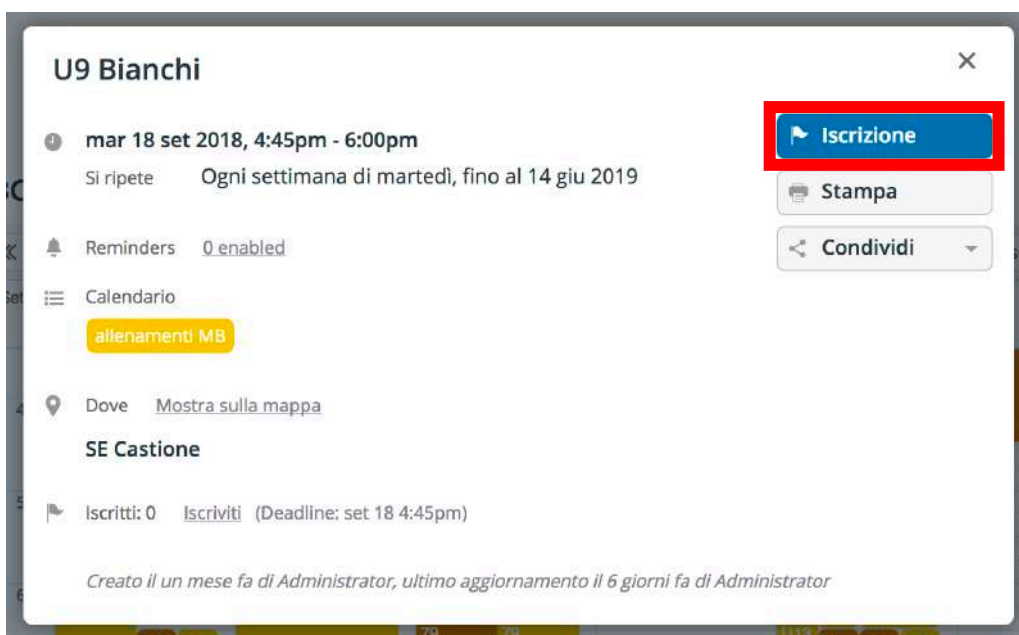 U9 Bianchi
mar 18 set 2018, 4:45pm - 6:00pm
Iscrizione
Si ripete Ogni settimana di martedì, fino al 14 giu 2019
Stampa
Reminders 0 enabled
Condividi
Calendario
allenamenti MB
Dove Mostra sulla mappa
SE Castione
Iscritti: 0 Iscriviti (Deadline: set 18 4:45pm)
Creato il un mese fa di Administrator, ultimo aggiornamento il 6 giorni fa di Administrator